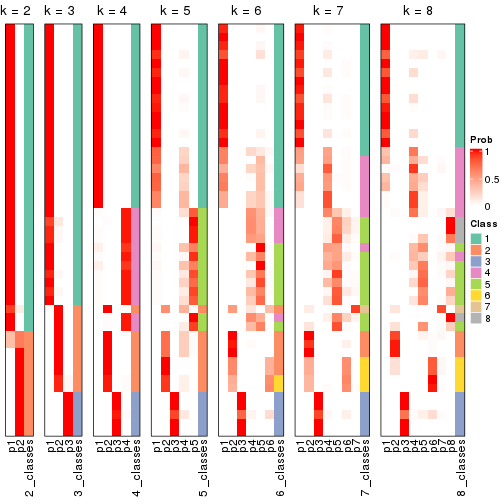 k = 2 k = 3 k = 4 k = 5 k = 6 k = 7 k = 8
Prob
1
0.5
0
Class
1
2
3
4
5
6
7
8
p1 p2 2_classes
p1 p2 p3 3_classes
p1 p2 p3 p4 4_classes
p1 p2 p3 p4 p5 5_classes
p1 p2 p3 p4 p5 p6 6_classes
p1 p2 p3 p4 p5 p6 p7 7_classes
p1 p2 p3 p4 p5 p6 p7 p8 8_classes